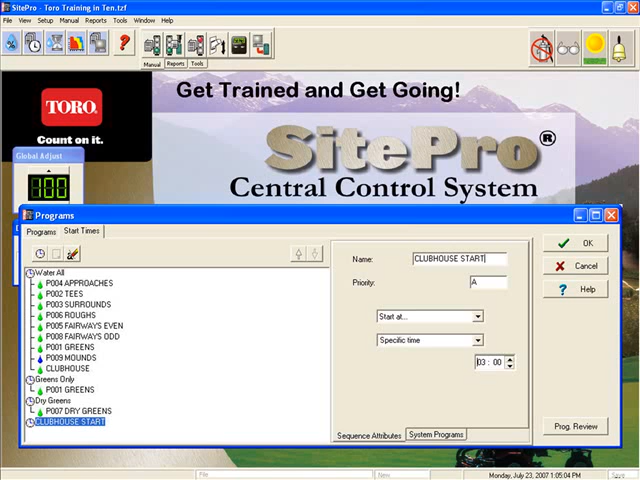 SitePro - Toro Training in Ten.tzf
File View Setup Manual Reports Tools Window Help
Manual Reports Tools
Get Trained and Get Going!
TORO.
Count on it.
SitePro®
Central Control System
Global Adjust
100
Programs
Programs Start Times
Water All
P004 APPROACHES
P002 TEES
P003 SURROUNDS
P006 ROUGHS
P005 FAIRWAYS EVEN
P008 FAIRWAYS ODD
P001 GREENS
P009 MOUNDS
CLUBHOUSE
Greens Only
P001 GREENS
Dry Greens
P007 DRY GREENS
CLUBHOUSE START
Name: CLUBHOUSE START
Priority: A
Start at...
Specific time
03 : 00
Sequence Attributes System Programs
OK
Cancel
? Help
Prog. Review
File New Monday, July 23, 2007 1:05:04 PM Save